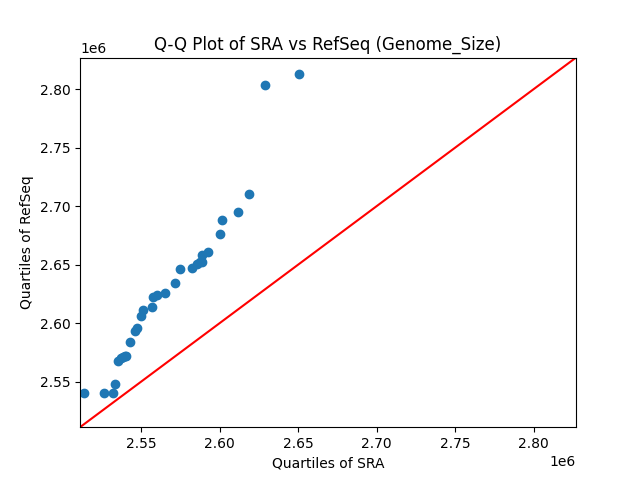 Q-Q Plot of SRA vs RefSeq (Genome_Size)
1e6
2.80
2.75
2.70
2.65
2.60
2.55
Quartiles of RefSeq
2.55 2.60 2.65 2.70 2.75 2.80
1e6
Quartiles of SRA